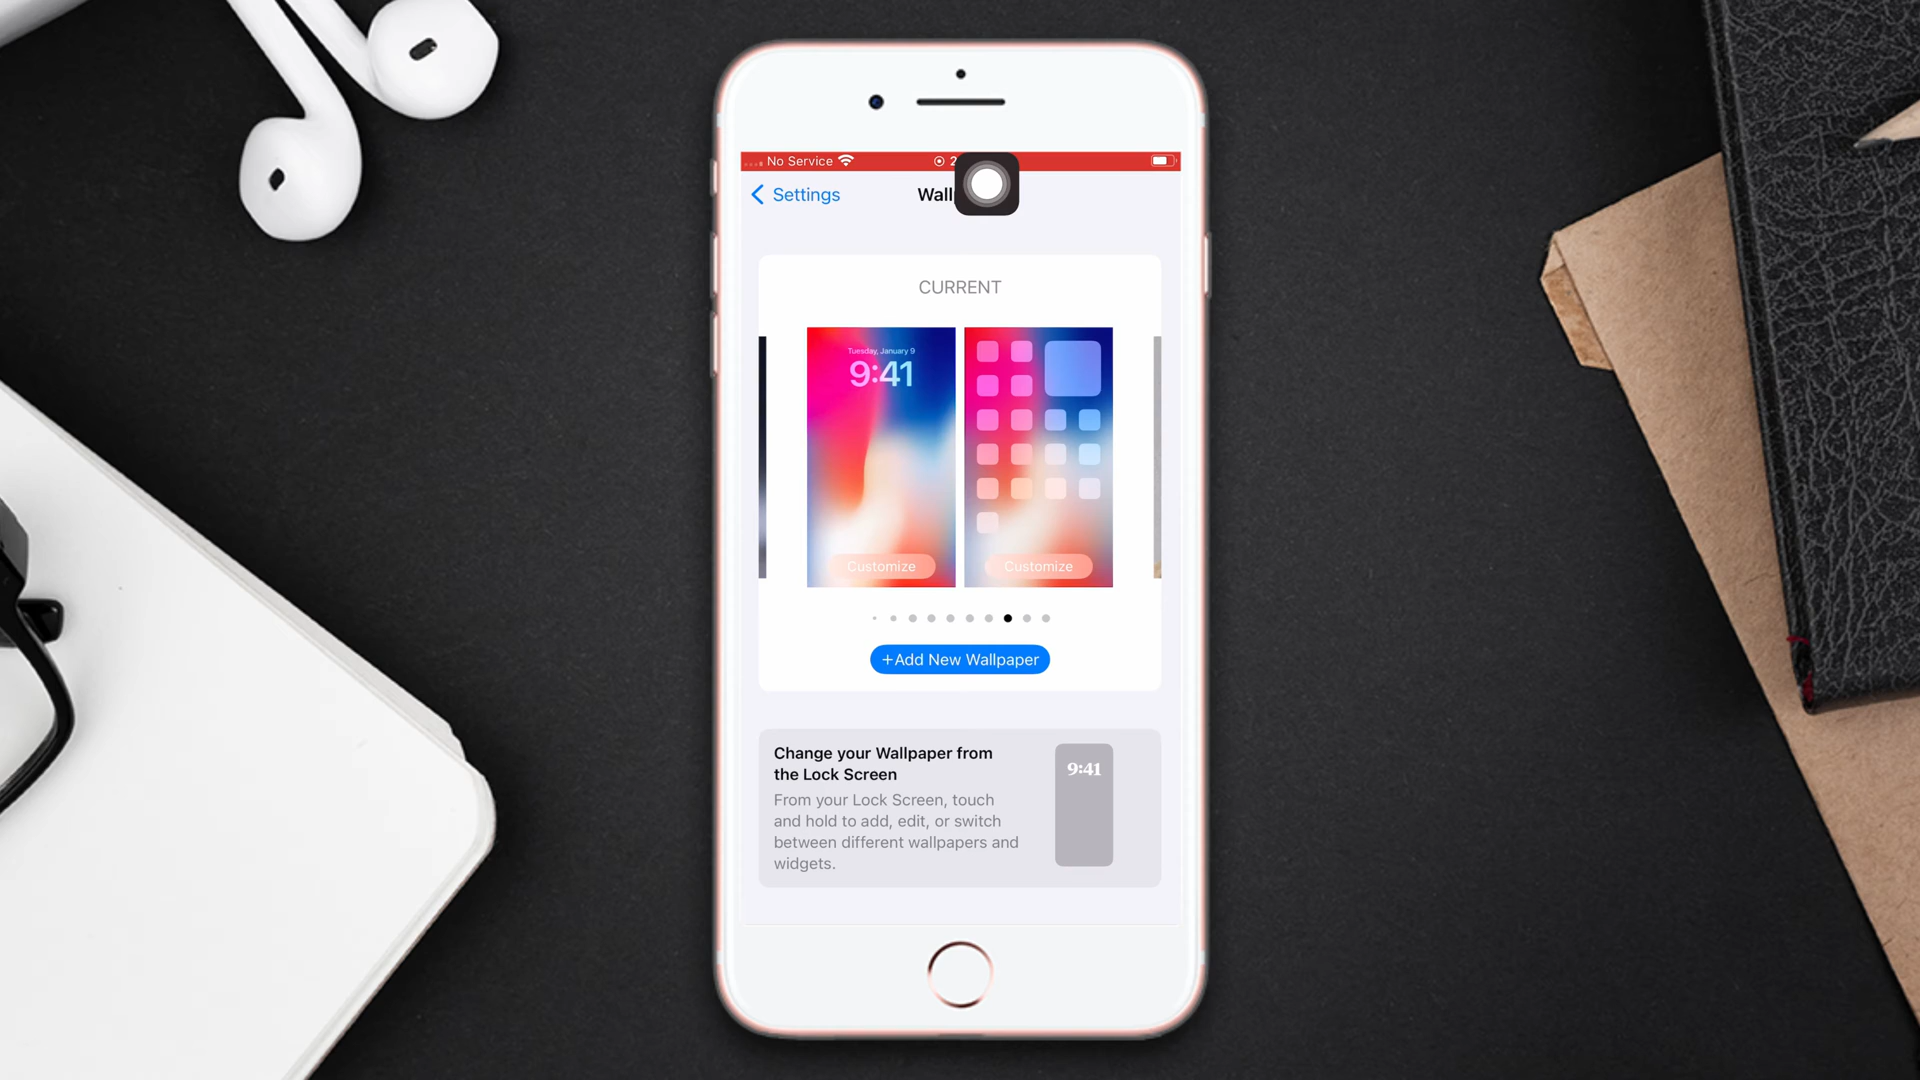 No Service 2
Settings
Wall
CURRENT
Tuesday, January 9
9:41
Customize
Customize
+Add New Wallpaper
Change your Wallpaper from
the Lock Screen
9:41
From your Lock Screen, touch
and hold to add, edit, or switch
between different wallpapers and
widgets.